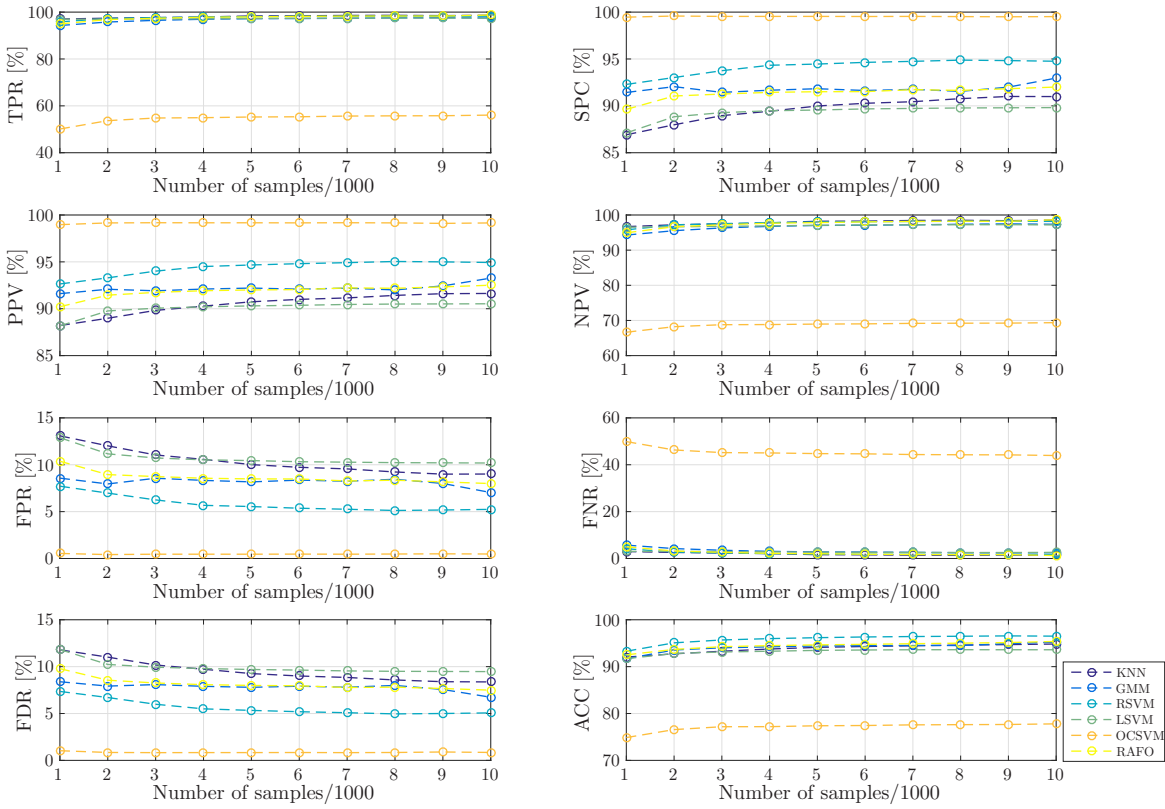 TPR [%]
100
80
60
40
1 2 3 4 5 6 7 8 9 10
Number of samples/1000
SPC [%]
100
95
90
85
1 2 3 4 5 6 7 8 9 10
Number of samples/1000
PPV [%]
100
95
90
85
1 2 3 4 5 6 7 8 9 10
Number of samples/1000
NPV [%]
100
90
80
70
60
1 2 3 4 5 6 7 8 9 10
Number of samples/1000
FPR [%]
15
10
5
0
1 2 3 4 5 6 7 8 9 10
Number of samples/1000
FNR [%]
60
40
20
0
1 2 3 4 5 6 7 8 9 10
Number of samples/1000
FDR [%]
15
10
5
0
1 2 3 4 5 6 7 8 9 10
Number of samples/1000
ACC [%]
100
90
80
70
1 2 3 4 5 6 7 8 9 10
Number of samples/1000
KNN
GMM
RSVM
LSVM
OCSVM
RAFO